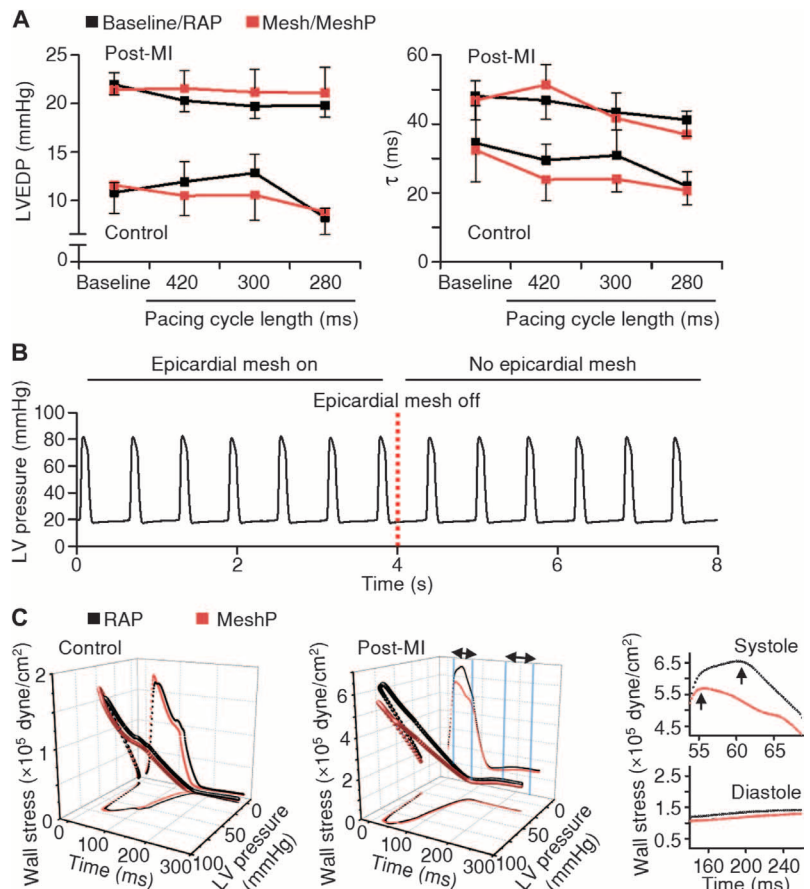 A
Baseline/RAP Mesh/MeshP
Post-MI
25
20
15
10
0
LVEDP (mmHg)
Control
Baseline 420 300 280
Pacing cycle length (ms)
Post-MI
60
40
20
0
τ (ms)
Control
Baseline 420 300 280
Pacing cycle length (ms)
B
Epicardial mesh on No epicardial mesh
Epicardial mesh off
100
80
60
40
20
0
LV pressure (mmHg)
0 2 4 6 8
Time (s)
C
RAP MeshP
Control
2
1
0
Wall stress (×10⁵ dyne/cm²)
0 100 200 300
Time (ms)
0
50
100
LV pressure
(mmHg)
Post-MI
6
4
2
0
Wall stress (×10⁵ dyne/cm²)
0 100 200 300
Time (ms)
0
50
100
LV pressure
(mmHg)
Systole
6.5
5.5
4.5
55 60 65
Diastole
2.5
1.5
0.5
150 200 250
Wall stress (×10⁵ dyne/cm²)
Time (ms)